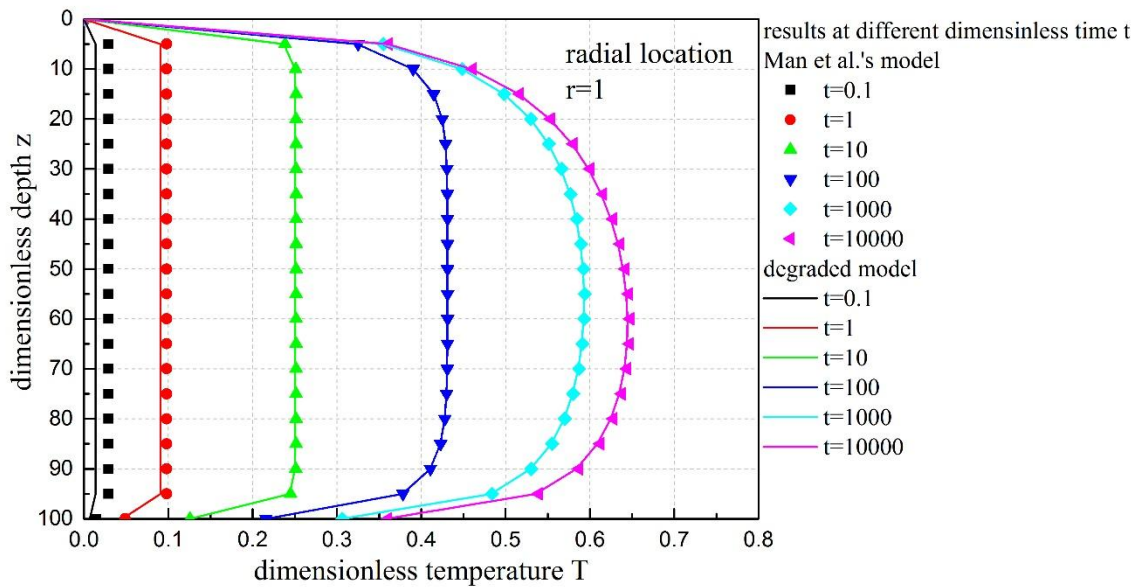 0
10
20
30
40
50
60
70
80
90
100
dimensionless depth z
0.0 0.1 0.2 0.3 0.4 0.5 0.6 0.7 0.8
dimensionless temperature T
radial location
r=1
results at different dimensinless time t
Man et al.'s model
t=0.1
t=1
t=10
t=100
t=1000
t=10000
degraded model
t=0.1
t=1
t=10
t=100
t=1000
t=10000